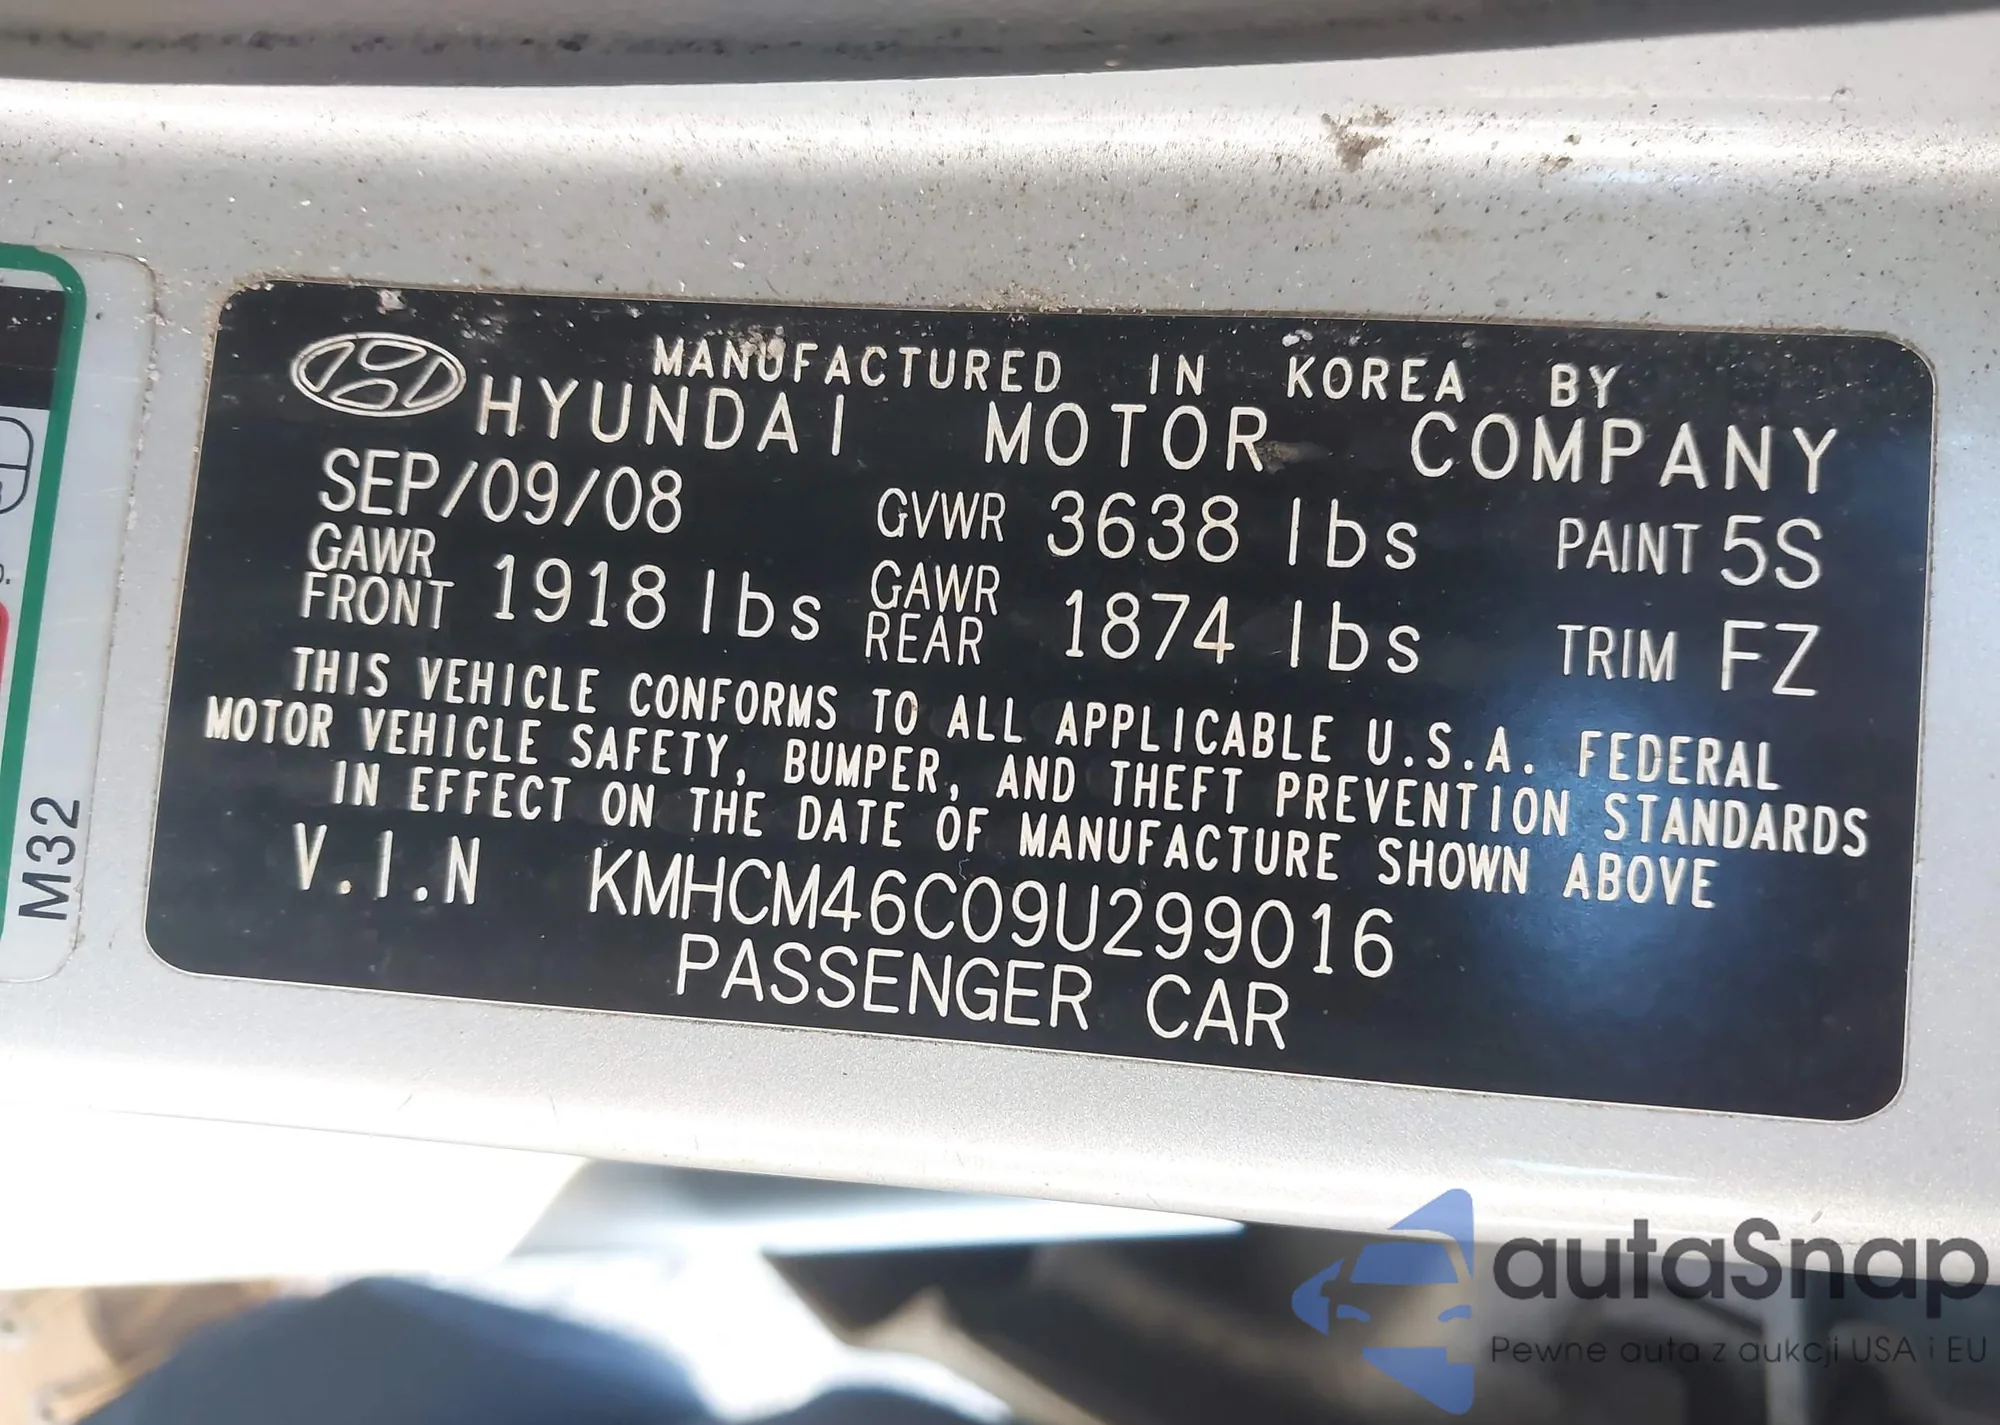 MANUFACTURED IN KOREA BY
HYUNDAI MOTOR COMPANY
SEP/09/08 GVWR 3638 lbs PAINT 5S
GAWR FRONT 1918 lbs GAWR REAR 1874 lbs TRIM FZ
THIS VEHICLE CONFORMS TO ALL APPLICABLE U.S.A. FEDERAL
MOTOR VEHICLE SAFETY, BUMPER, AND THEFT PREVENTION STANDARDS
IN EFFECT ON THE DATE OF MANUFACTURE SHOWN ABOVE
V.I.N KMHCM46C09U299016
PASSENGER CAR
M32
autaSnap
Pewne auta z aukcji USA i EU